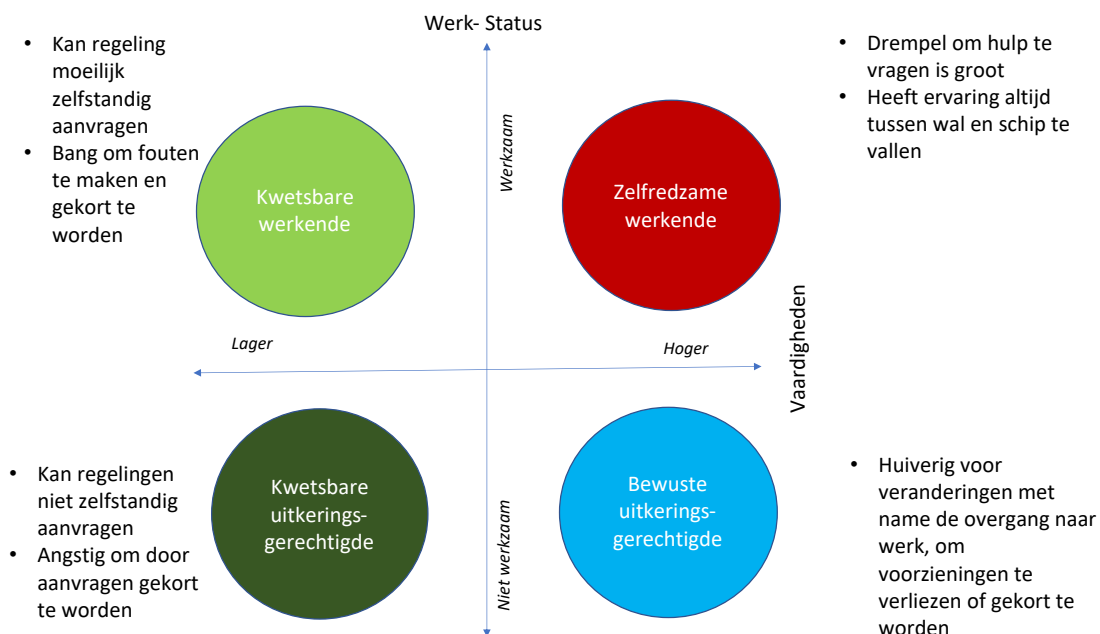 Werk- Status
• Kan regeling
moeilijk
zelfstandig
aanvragen
• Bang om fouten
te maken en
gekort te
worden
Kwetsbare
werkende
Werkzaam
Zelfredzame
werkende
• Drempel om hulp te
vragen is groot
• Heeft ervaring altijd
tussen wal en schip te
vallen
Lager
Hoger
Vaardigheden
• Kan regelingen
niet zelfstandig
aanvragen
• Angstig om door
aanvragen gekort
te worden
Kwetsbare
uitkerings-
gerechtigde
Niet werkzaam
Bewuste
uitkerings-
gerechtigde
• Huiverig voor
veranderingen met
name de overgang naar
werk, om
voorzieningen te
verliezen of gekort te
worden